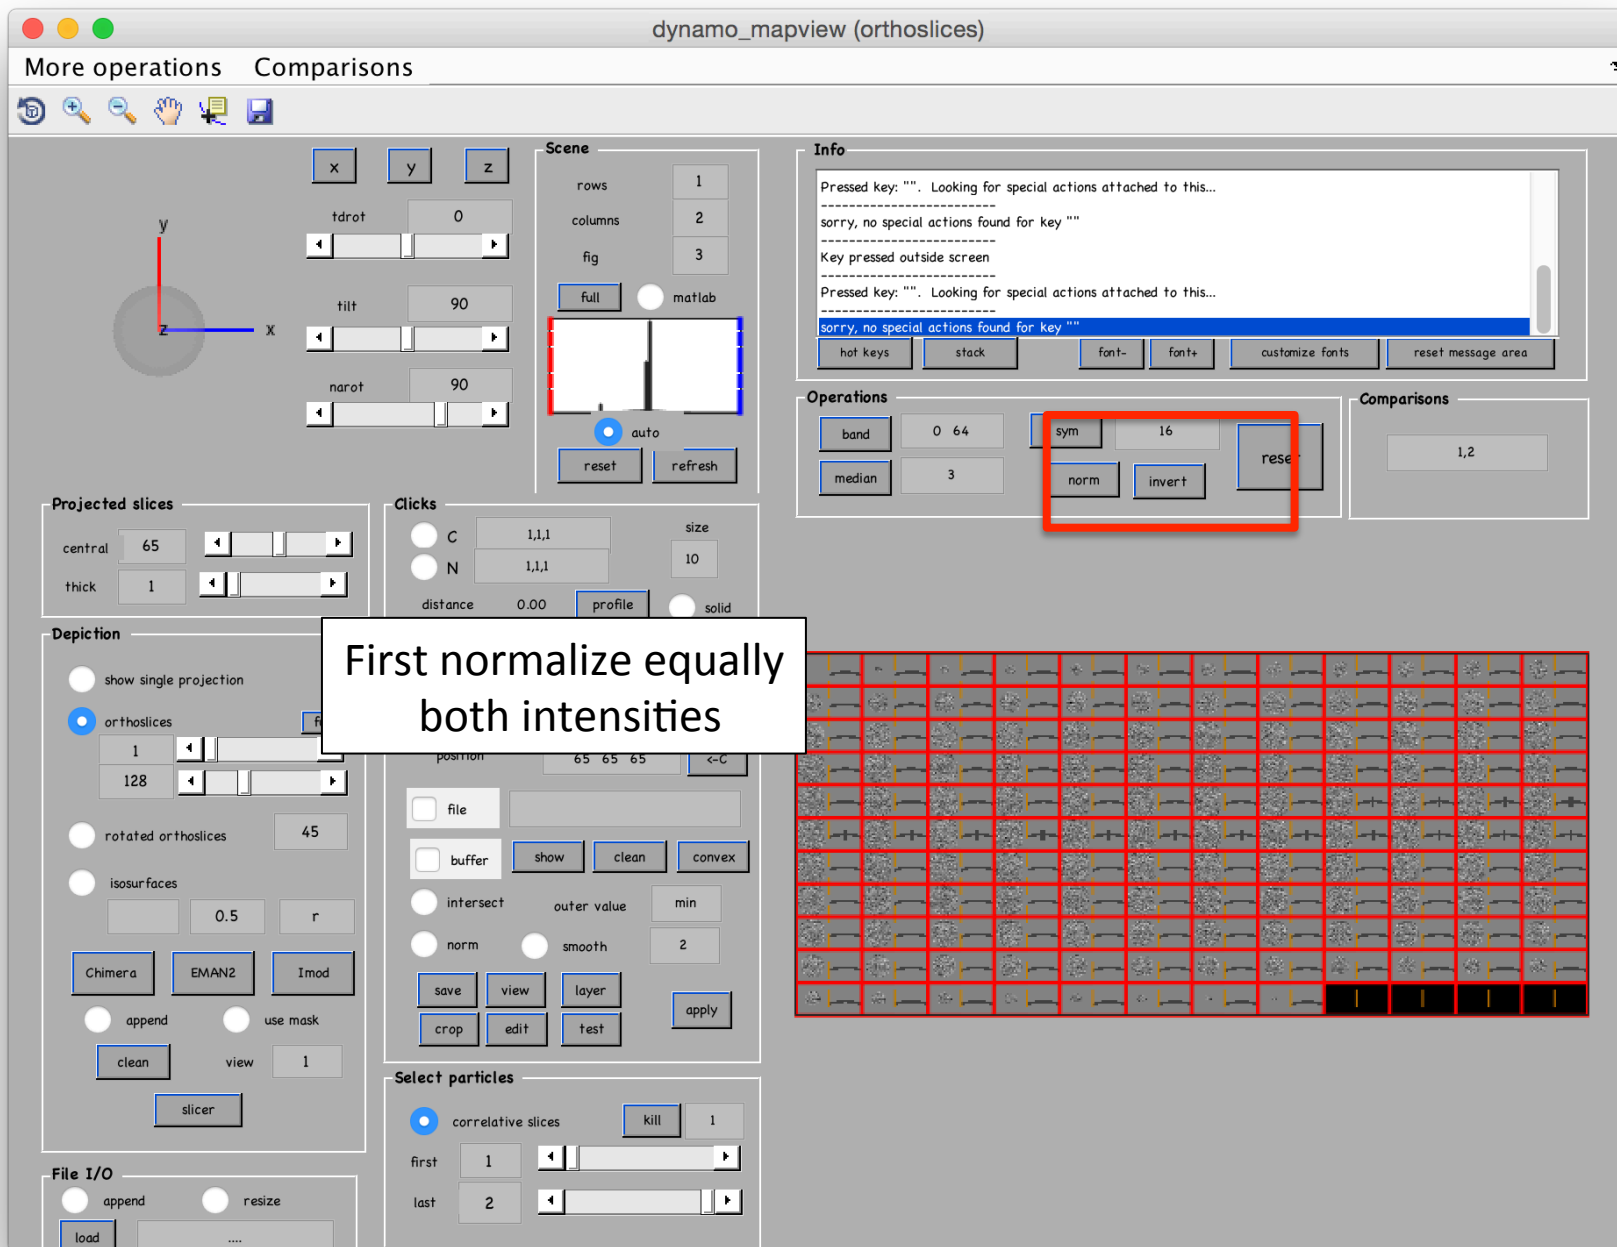 dynamo_mapview (orthoslices)
More operations Comparisons
x y z
tdrot 0
tilt 90
narot 90
y
z x
Scene
rows 1
columns 2
fig 3
full matlab
auto
reset refresh
Info
Pressed key: "". Looking for special actions attached to this...
-------------------------
sorry, no special actions found for key ""
-------------------------
Key pressed outside screen
-------------------------
Pressed key: "". Looking for special actions attached to this...
-------------------------
sorry, no special actions found for key ""
hot keys stack font- font+ customize fonts reset message area
Operations
band 0 64 sym 16 reset
median 3 norm invert
Comparisons
1,2
Projected slices
central 65
thick 1
Clicks
C 1,1,1 size
N 1,1,1 10
distance 0.00 profile solid
First normalize equally
both intensities
Depiction
show single projection
orthoslices
1
128
rotated orthoslices 45
isosurfaces
0.5 r
Chimera EMAN2 Imod
append use mask
clean view 1
slicer
position 65 65 65 <-C
file
buffer show clean convex
intersect outer value min
norm smooth 2
save view layer apply
crop edit test
Select particles
correlative slices kill 1
first 1
last 2
File I/O
append resize
load ....